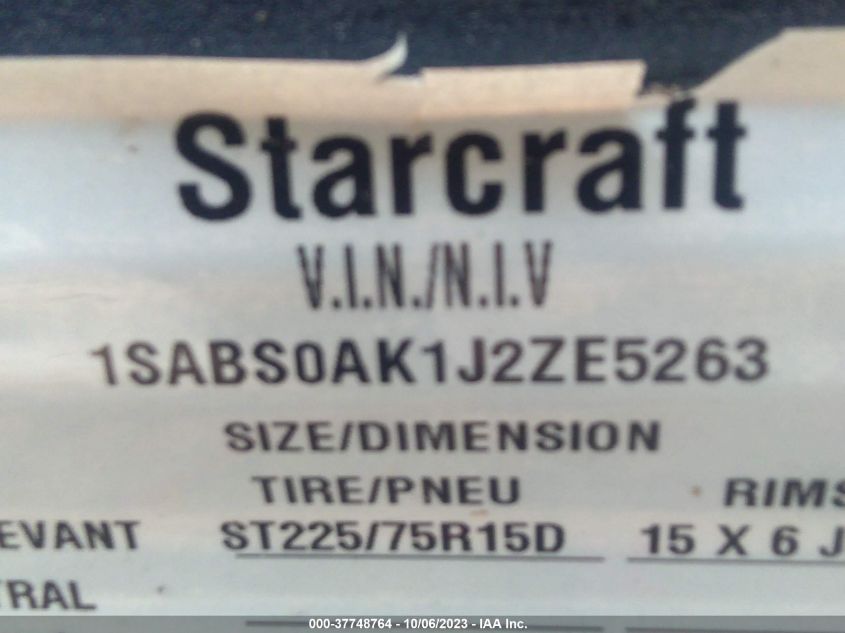 Starcraft
V.I.N./N.I.V
1SABS0AK1J2ZE5263
SIZE/DIMENSION
TIRE/PNEU RIMS
EVANT ST225/75R15D 15 X 6 J
TRAL
000-37748764 - 10/06/2023 - IAA Inc.